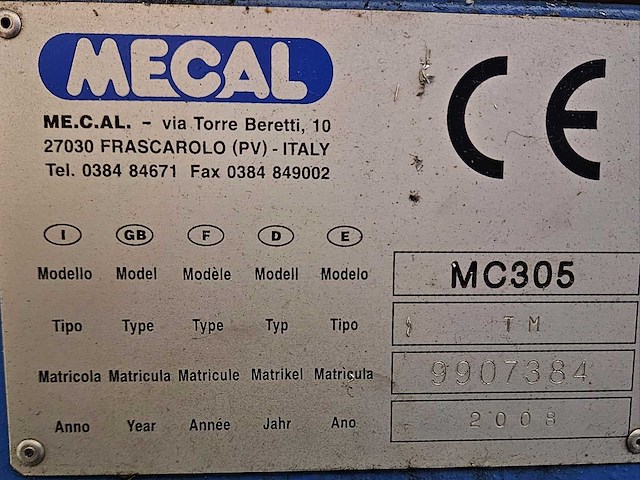 MECAL
ME.C.AL. - via Torre Beretti, 10
27030 FRASCAROLO (PV) - ITALY
Tel. 0384 84671 Fax 0384 849002
CE
I GB F D E
Modello Model Modèle Modell Modelo MC305
Tipo Type Type Typ Tipo TM
Matricola Matricula Matricule Matrikel Matricula 9907384
Anno Year Année Jahr Ano 2008